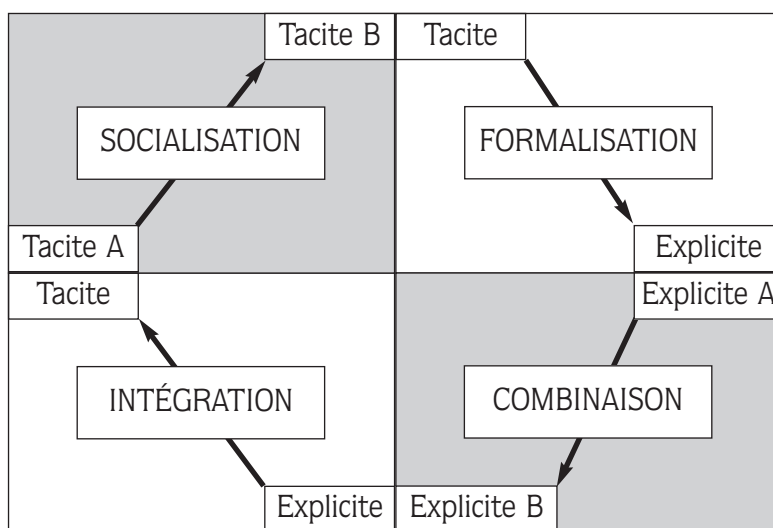 Tacite B
Tacite
SOCIALISATION
FORMALISATION
Tacite A
Explicite
Tacite
Explicite A
INTÉGRATION
COMBINAISON
Explicite
Explicite B